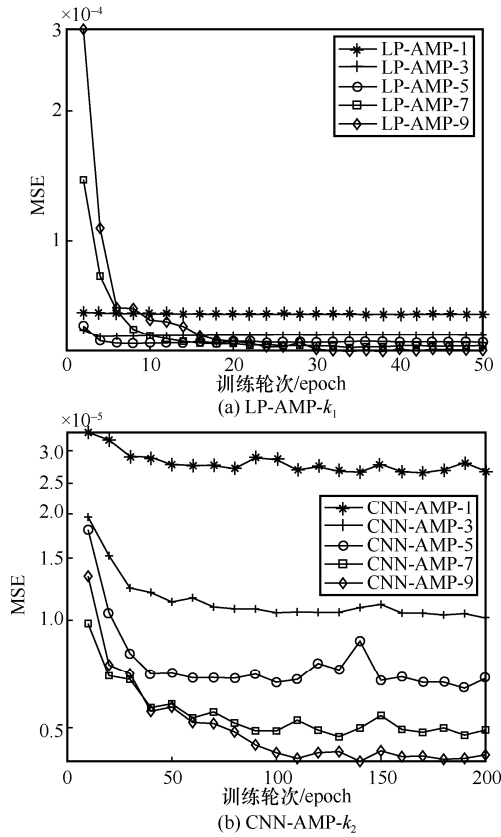 ×10⁻⁴
3
2
1
MSE
LP-AMP-1
LP-AMP-3
LP-AMP-5
LP-AMP-7
LP-AMP-9
0 10 20 30 40 50
训练轮次/epoch
(a) LP-AMP-k₁
×10⁻⁵
3.0
2.5
2.0
1.5
1.0
0.5
MSE
CNN-AMP-1
CNN-AMP-3
CNN-AMP-5
CNN-AMP-7
CNN-AMP-9
0 50 100 150 200
训练轮次/epoch
(b) CNN-AMP-k₂